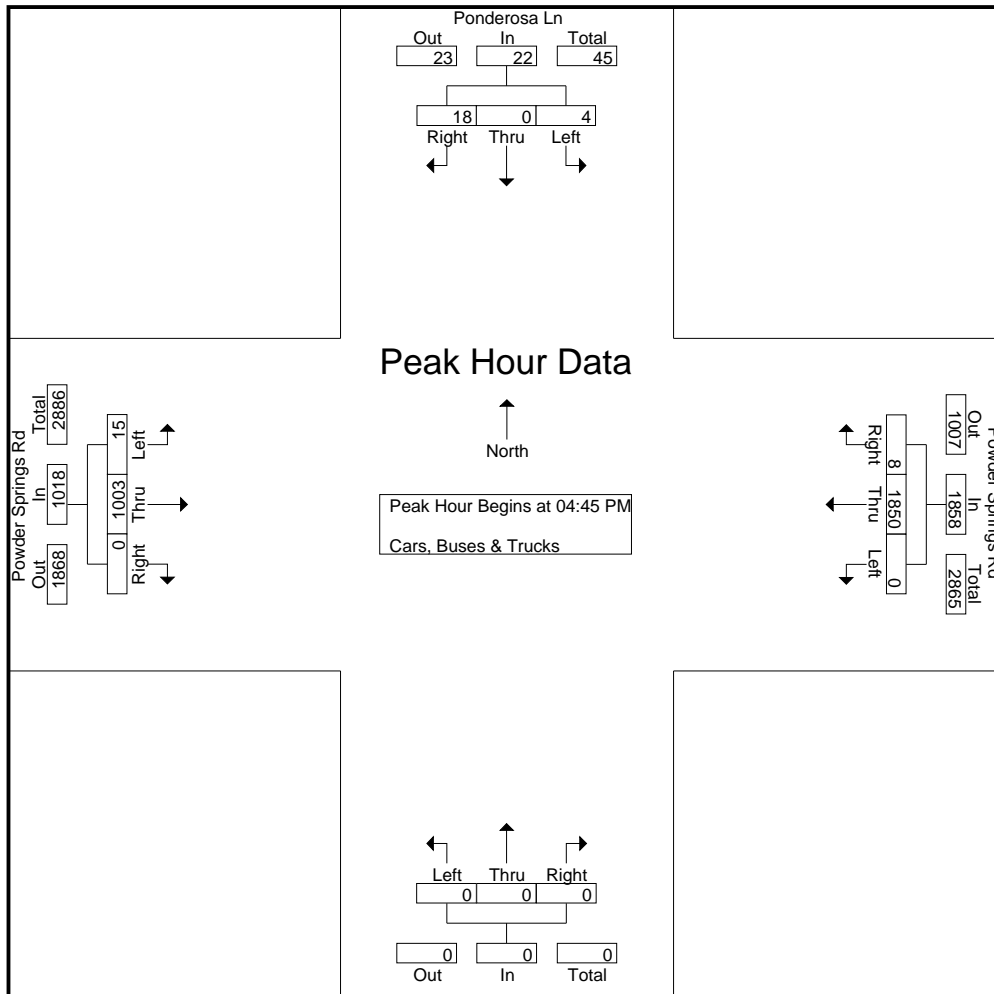 Ponderosa Ln
Out In Total
23 22 45
18 0 4
Right Thru Left
Peak Hour Data
North
Peak Hour Begins at 04:45 PM
Cars, Buses & Trucks
Powder Springs Rd
Out In Total
1868 1018 2886
0 1003 15
Right Thru Left
Powder Springs Rd
Out In Total
1007 1858 2865
8 1850 0
Right Thru Left
Left Thru Right
0 0 0
0 0 0
Out In Total